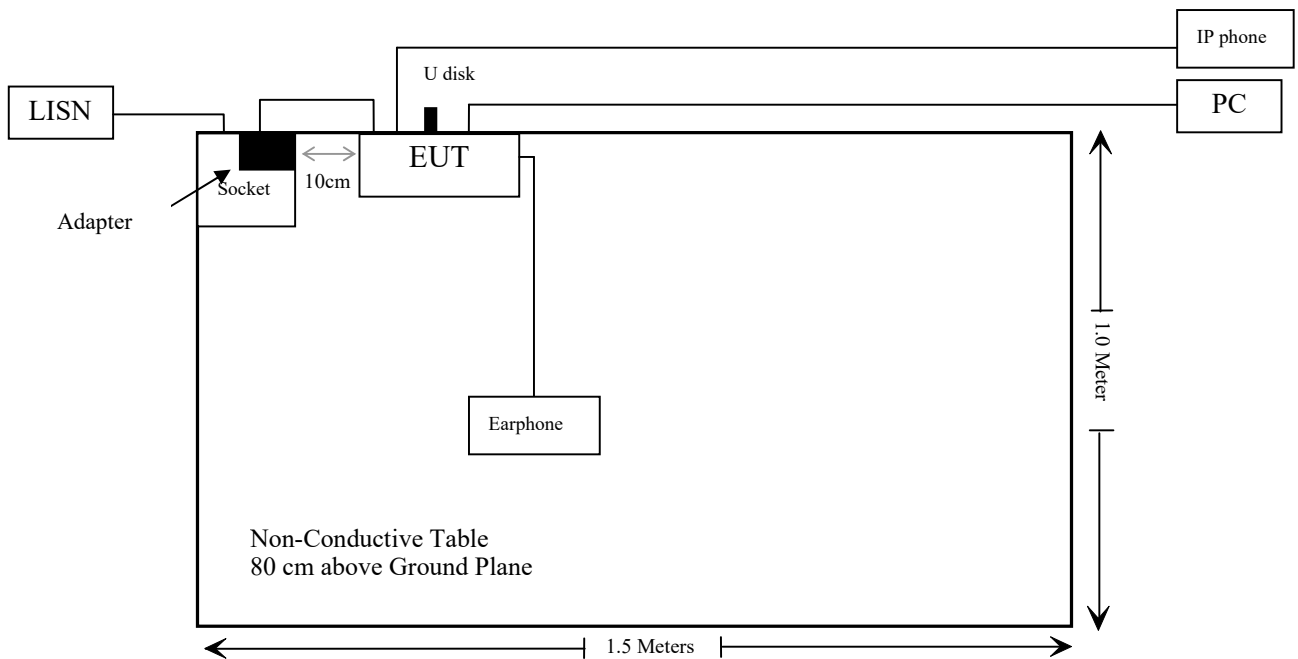 IP phone
U disk
LISN
PC
EUT
10cm
Socket
Adapter
1.0 Meter
Earphone
Non-Conductive Table
80 cm above Ground Plane
1.5 Meters